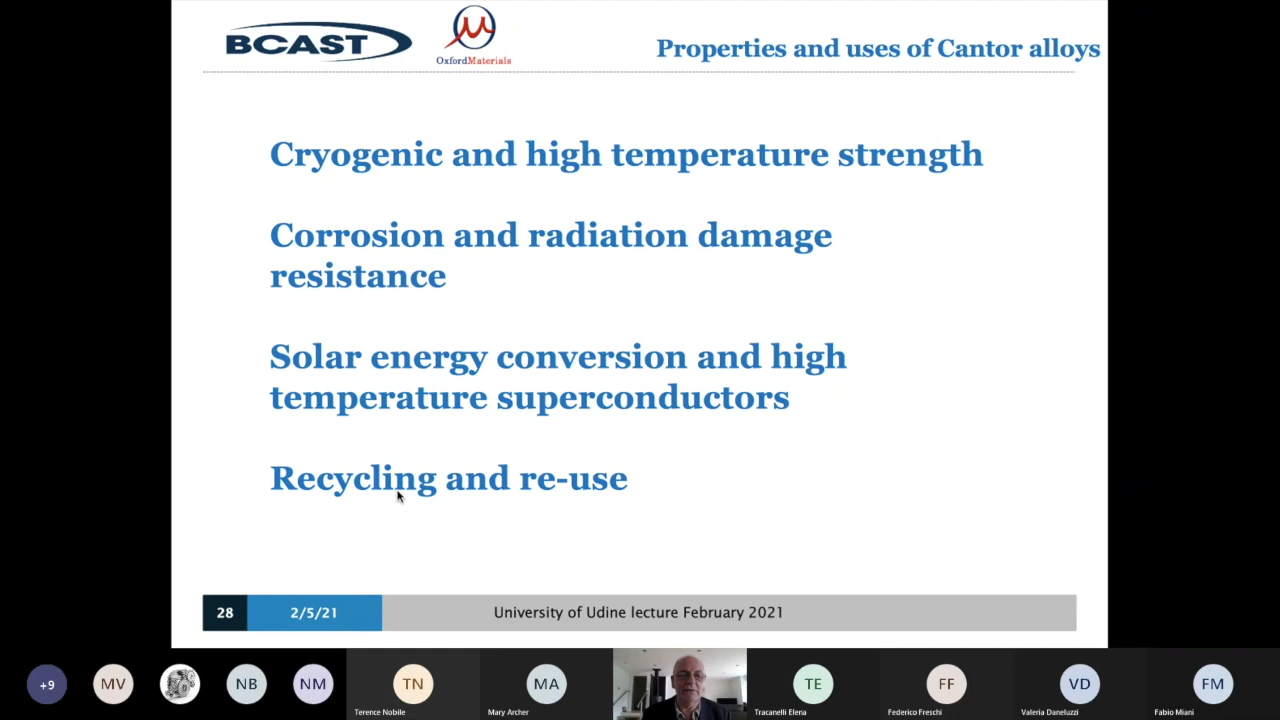 BCAST
OxfordMaterials
Properties and uses of Cantor alloys
Cryogenic and high temperature strength
Corrosion and radiation damage
resistance
Solar energy conversion and high
temperature superconductors
Recycling and re-use
28
2/5/21
University of Udine lecture February 2021
+9
MV
NB
NM
TN
MA
TE
FF
VD
FM
Terence Nobile
Mary Archer
Tracanelli Elena
Federico Freschi
Valeria Daneluzzi
Fabio Miani